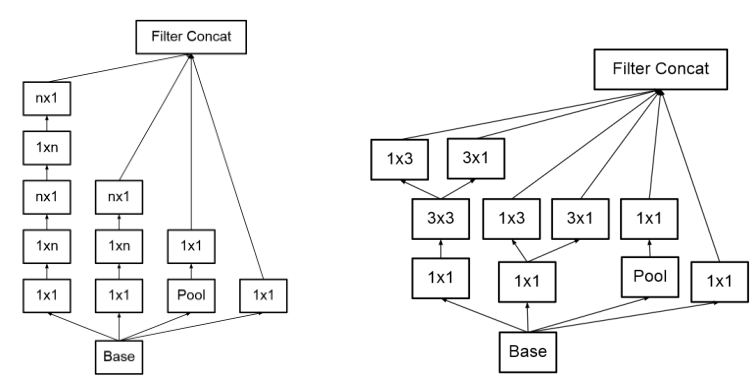 Filter Concat
nx1
1xn
nx1
nx1
1xn
1xn
1x1
1x1
1x1
Pool
1x1
Base
Filter Concat
1x3
3x1
3x3
1x3
3x1
1x1
1x1
1x1
Pool
1x1
Base